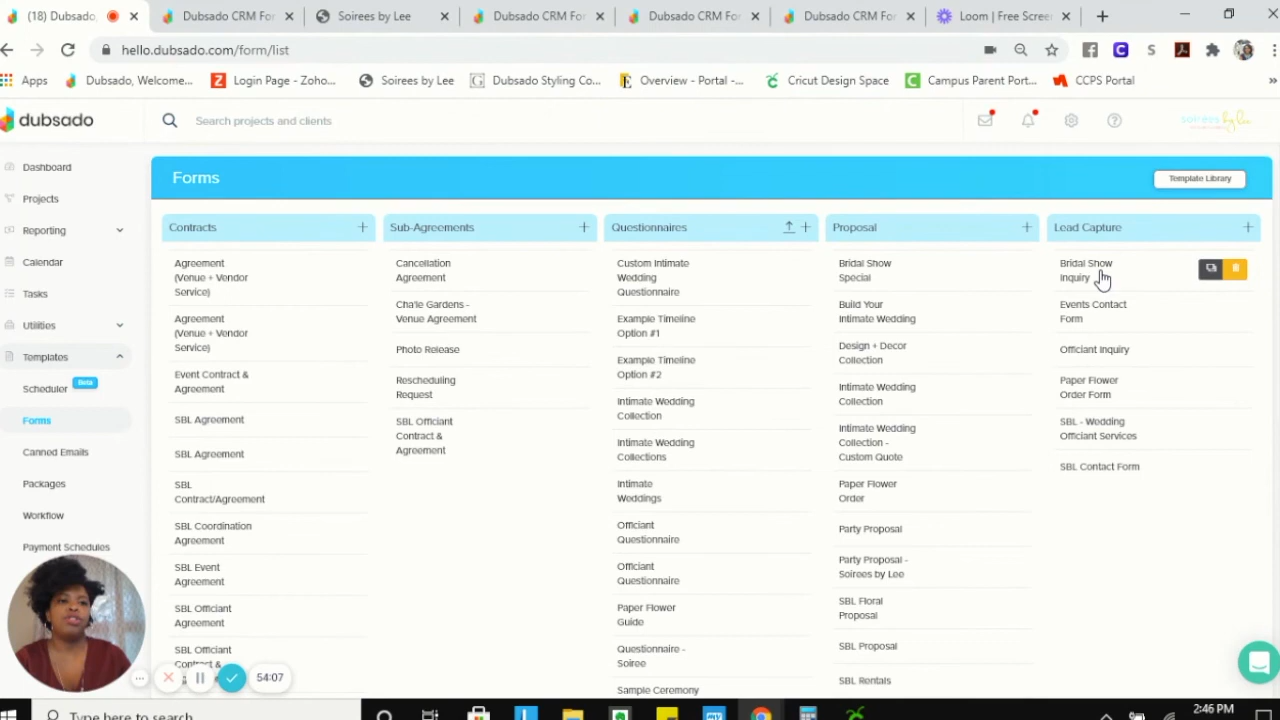 (18) Dubsado,
Dubsado CRM For
Soirees by Lee
Dubsado CRM For
Dubsado CRM For
Dubsado CRM For
Loom | Free Screen
hello.dubsado.com/form/list
Apps
Dubsado, Welcome...
Login Page - Zoho...
Soirees by Lee
Dubsado Styling Co...
Overview - Portal -...
Cricut Design Space
Campus Parent Port...
CCPS Portal
dubsado
Search projects and clients
soirees by lee
Dashboard
Projects
Reporting
Calendar
Tasks
Utilities
Templates
Scheduler Beta
Forms
Canned Emails
Packages
Workflow
Payment Schedules
Forms
Template Library
Contracts
Agreement
(Venue + Vendor
Service)
Agreement
(Venue + Vendor
Service)
Event Contract &
Agreement
SBL Agreement
SBL Agreement
SBL
Contract/Agreement
SBL Coordination
Agreement
SBL Event
Agreement
SBL Officiant
Agreement
SBL Officiant
Contract &
Sub-Agreements
Cancellation
Agreement
Cha'le Gardens -
Venue Agreement
Photo Release
Rescheduling
Request
SBL Officiant
Contract &
Agreement
Questionnaires
Custom Intimate
Wedding
Questionnaire
Example Timeline
Option #1
Example Timeline
Option #2
Intimate Wedding
Collection
Intimate Wedding
Collections
Intimate
Weddings
Officiant
Questionnaire
Officiant
Questionnaire
Paper Flower
Guide
Questionnaire -
Soiree
Sample Ceremony
Proposal
Bridal Show
Special
Build Your
Intimate Wedding
Design + Decor
Collection
Intimate Wedding
Collection
Intimate Wedding
Collection -
Custom Quote
Paper Flower
Order
Party Proposal
Party Proposal -
Soirees by Lee
SBL Floral
Proposal
SBL Proposal
SBL Rentals
Lead Capture
Bridal Show
Inquiry
Events Contact
Form
Officiant Inquiry
Paper Flower
Order Form
SBL - Wedding
Officiant Services
SBL Contact Form
54:07
Type here to search
2:46 PM